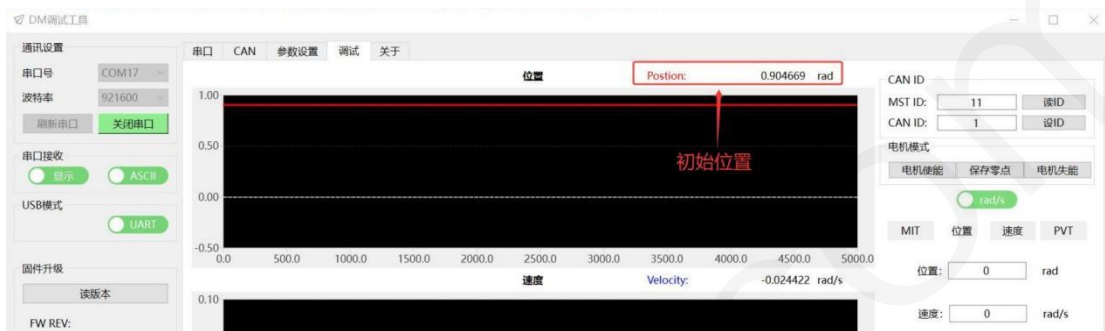 DM调试工具
通讯设置
串口号 COM17
波特率 921600
刷新串口 关闭串口
串口接收
显示 ASCII
USB模式
UART
固件升级
读版本
FW REV:
串口 CAN 参数设置 调试 关于
位置 Postion: 0.904669 rad
1.00
0.50
0.00
-0.50
0.0 500.0 1000.0 1500.0 2000.0 2500.0 3000.0 3500.0 4000.0 4500.0 5000.0
初始位置
速度 Velocity: -0.024422 rad/s
0.10
CAN ID
MST ID: 11 读ID
CAN ID: 1 设ID
电机模式
电机使能 保存零点 电机失能
rad/s
MIT 位置 速度 PVT
位置: 0 rad
速度: 0 rad/s